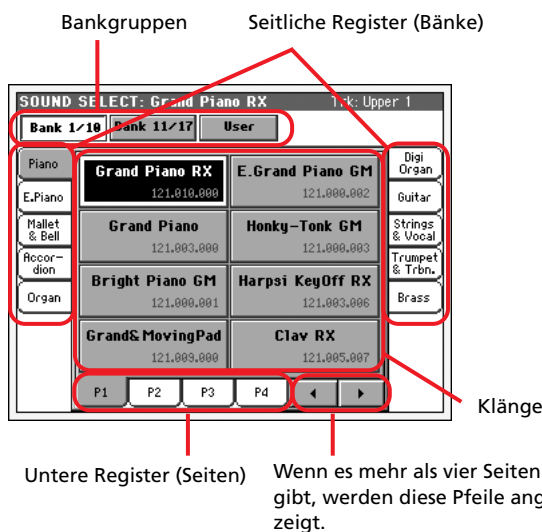 Bankgruppen
Seitliche Register (Bänke)
SOUND SELECT: Grand Piano RX Trk: Upper 1
Bank 1/10 Bank 11/17 User
Piano
E.Piano
Mallet
& Bell
Accor-
dion
Organ
Grand Piano RX
121.010.000
E.Grand Piano GM
121.000.002
Grand Piano
121.003.000
Honky-Tonk GM
121.000.003
Bright Piano GM
121.000.001
Harpsi KeyOff RX
121.003.006
Grand&MovingPad
121.009.000
Clav RX
121.005.007
Digi
Organ
Guitar
Strings
& Vocal
Trumpet
& Trbn.
Brass
P1 P2 P3 P4
Klänge
Untere Register (Seiten)
Wenn es mehr als vier Seiten
gibt, werden diese Pfeile ang
zeigt.